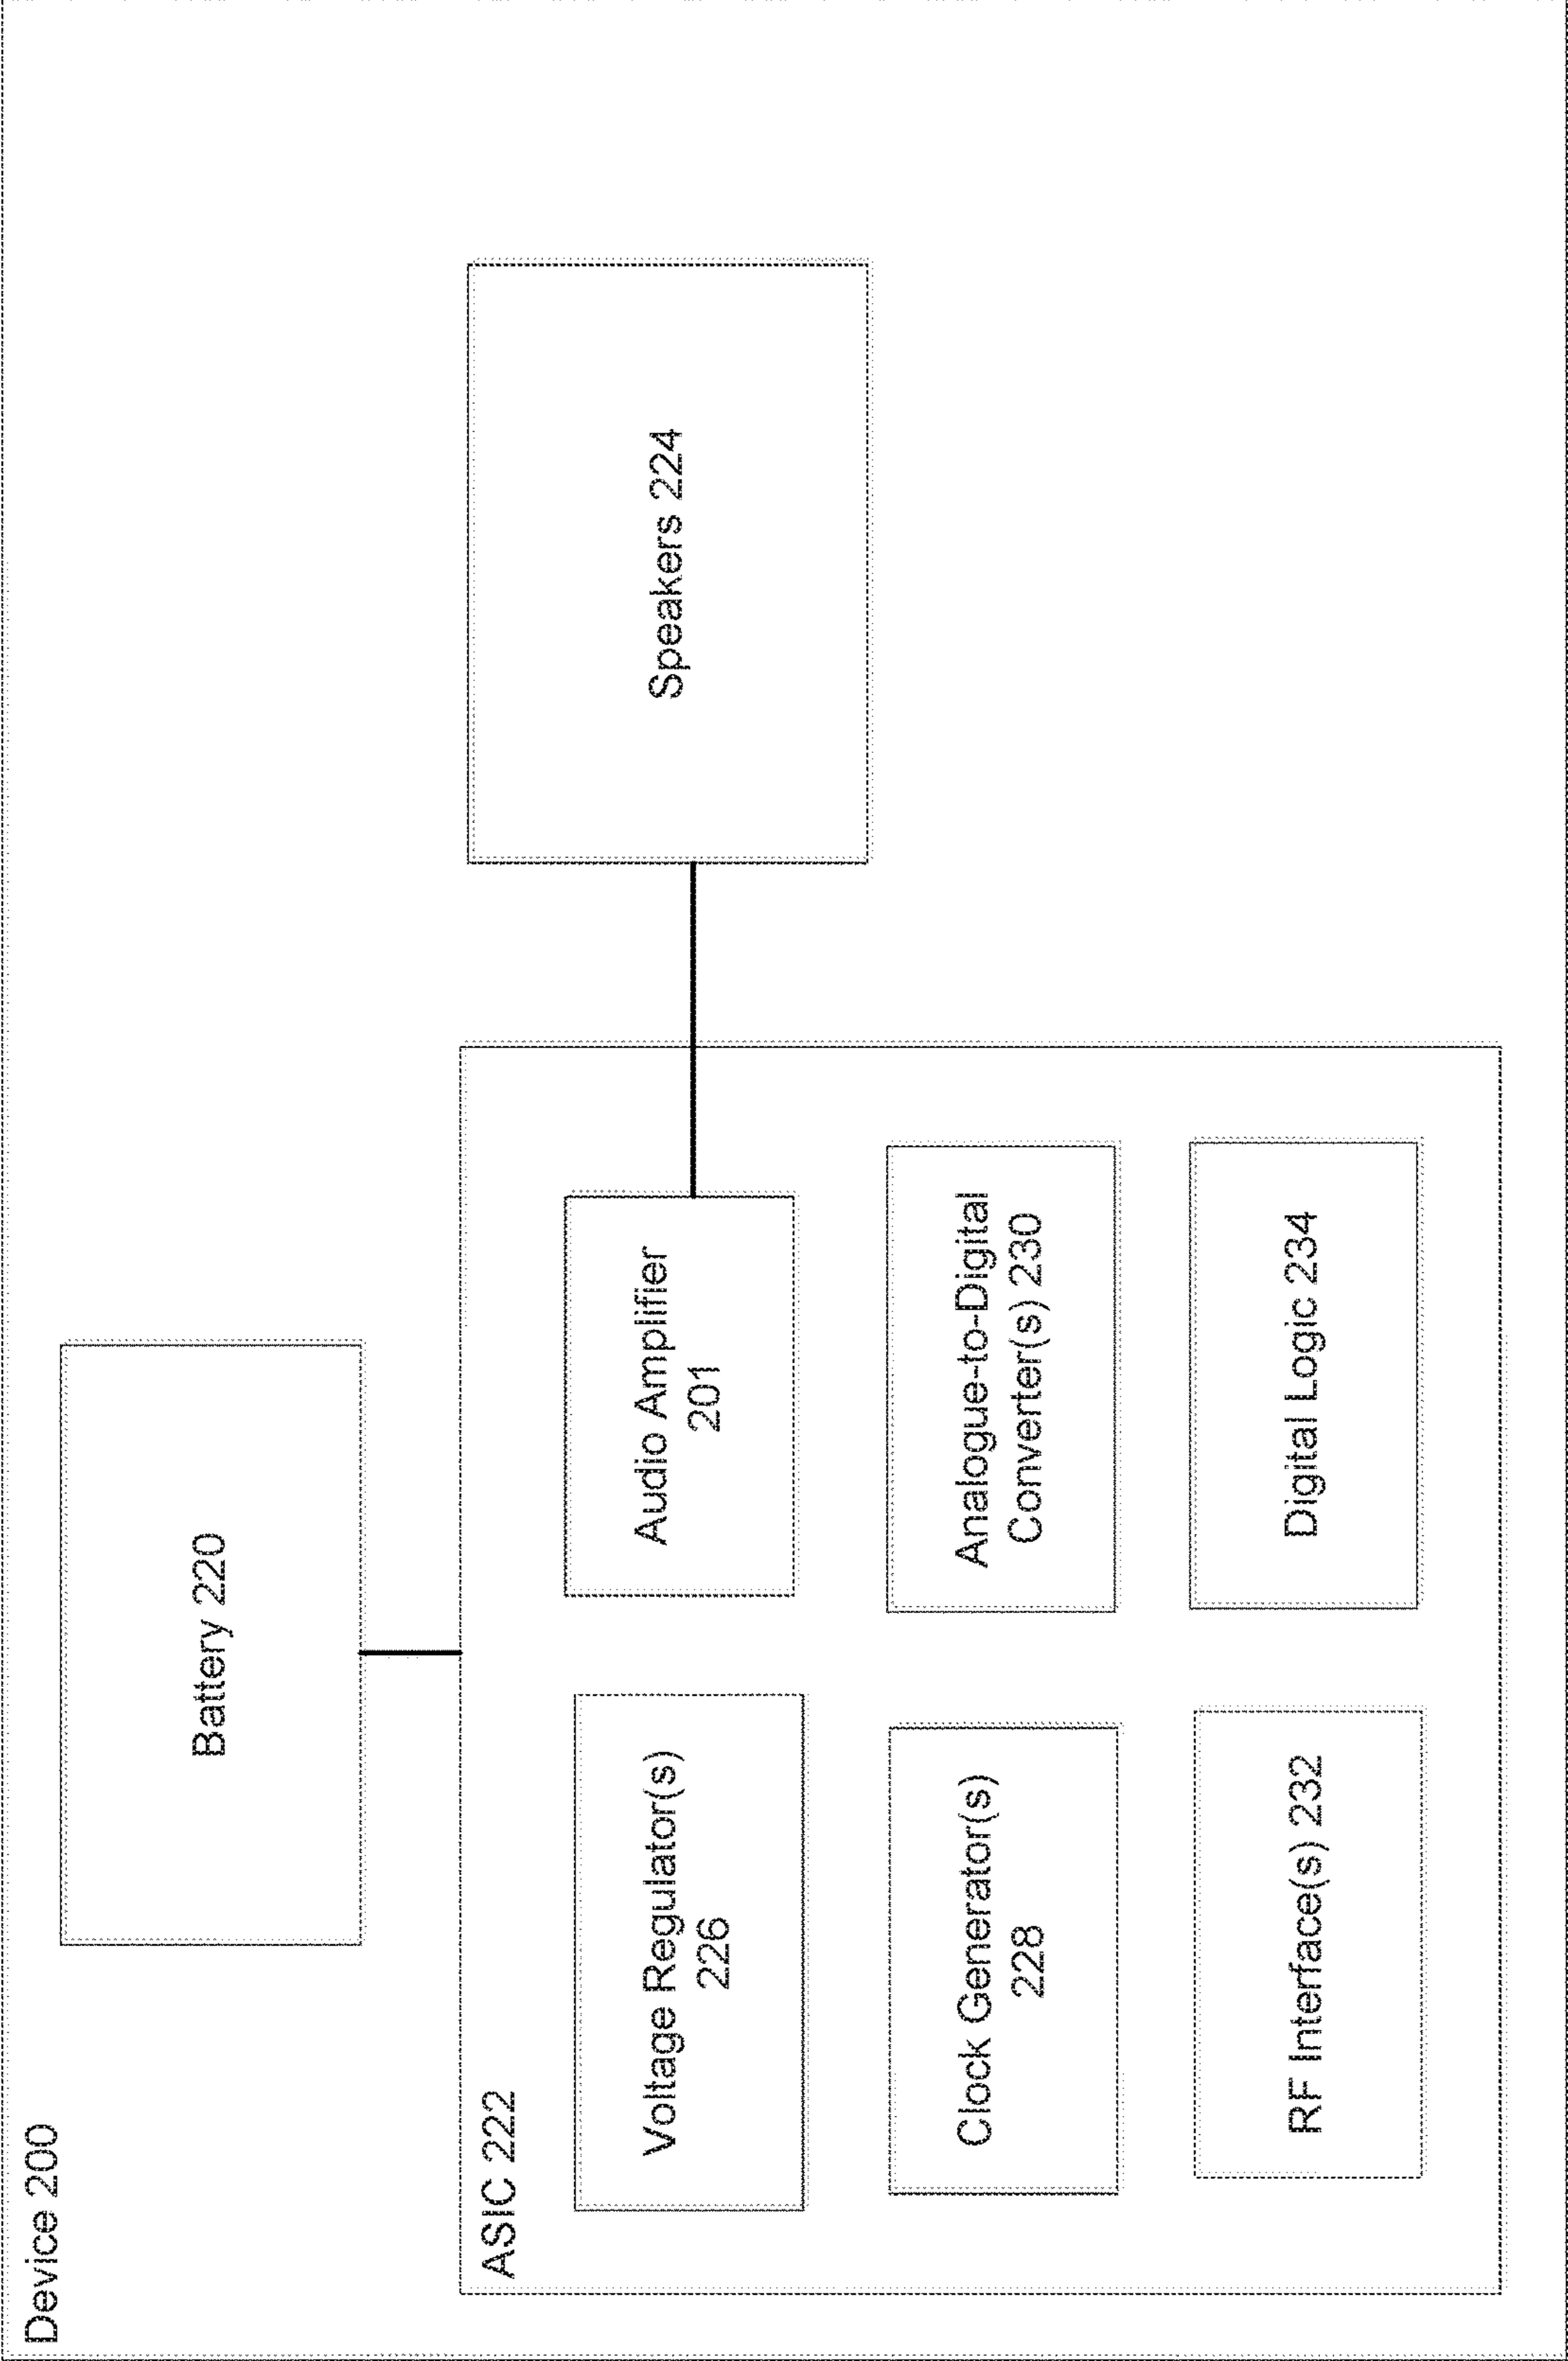 Device 200
Battery 220
ASIC 222
Voltage Regulator(s)
226
Audio Amplifier
201
Speakers 224
Clock Generator(s)
228
Analogue-to-Digital
Converter(s) 230
RF Interface(s) 232
Digital Logic 234